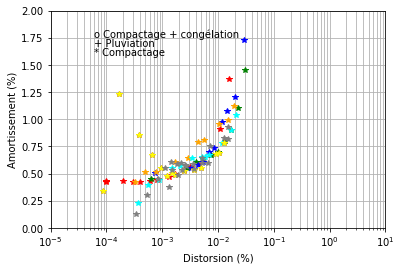 2.00
1.75
1.50
1.25
1.00
0.75
0.50
0.25
0.00
Amortissement (%)
o Compactage + congélation
+ Pluviation
* Compactage
10⁻⁵ 10⁻⁴ 10⁻³ 10⁻² 10⁻¹ 10⁰ 10¹
Distorsion (%)